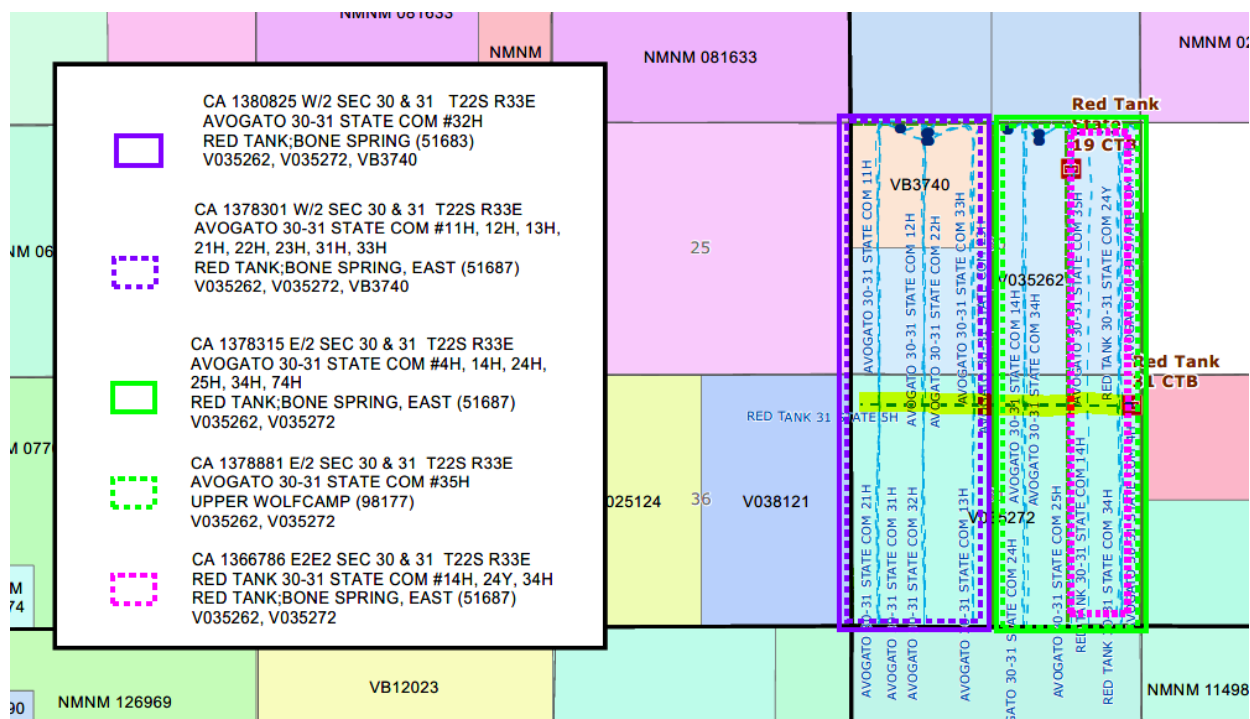 NMNM 081633
NMNM
NMNM 081633
NMNM 02
CA 1380825 W/2 SEC 30 & 31 T22S R33E
AVOGATO 30-31 STATE COM #32H
RED TANK;BONE SPRING (51683)
V035262, V035272, VB3740
CA 1378301 W/2 SEC 30 & 31 T22S R33E
AVOGATO 30-31 STATE COM #11H, 12H, 13H,
21H, 22H, 23H, 31H, 33H
RED TANK;BONE SPRING, EAST (51687)
V035262, V035272, VB3740
CA 1378315 E/2 SEC 30 & 31 T22S R33E
AVOGATO 30-31 STATE COM #4H, 14H, 24H,
25H, 34H, 74H
RED TANK;BONE SPRING, EAST (51687)
V035262, V035272
CA 1378881 E/2 SEC 30 & 31 T22S R33E
AVOGATO 30-31 STATE COM #35H
UPPER WOLFCAMP (98177)
V035262, V035272
CA 1366786 E2E2 SEC 30 & 31 T22S R33E
RED TANK 30-31 STATE COM #14H, 24Y, 34H
RED TANK;BONE SPRING, EAST (51687)
V035262, V035272
Red Tank
State
19 CTB
VB3740
25
V035262
AVOGATO 30-31 STATE COM 11H
AVOGATO 30-31 STATE COM 12H
AVOGATO 30-31 STATE COM 22H
AVOGATO 30-31 STATE COM 33H
AVOGATO 30-31 STATE COM 14H
AVOGATO 30-31 STATE COM 34H
AVOGATO 30-31 STATE COM 35H
RED TANK 30-31 STATE COM 24Y
Red Tank
31 CTB
RED TANK 31 STATE 5H
025124
36
V038121
V035272
AVOGATO 30-31 STATE COM 21H
AVOGATO 30-31 STATE COM 31H
AVOGATO 30-31 STATE COM 32H
AVOGATO 30-31 STATE COM 13H
AVOGATO 30-31 STATE COM 24H
AVOGATO 30-31 STATE COM 25H
RED TANK 30-31 STATE COM 14H
RED TANK 30-31 STATE COM 34H
NM 06
M 077
M
74
90
NMNM 126969
VB12023
NMNM 11498